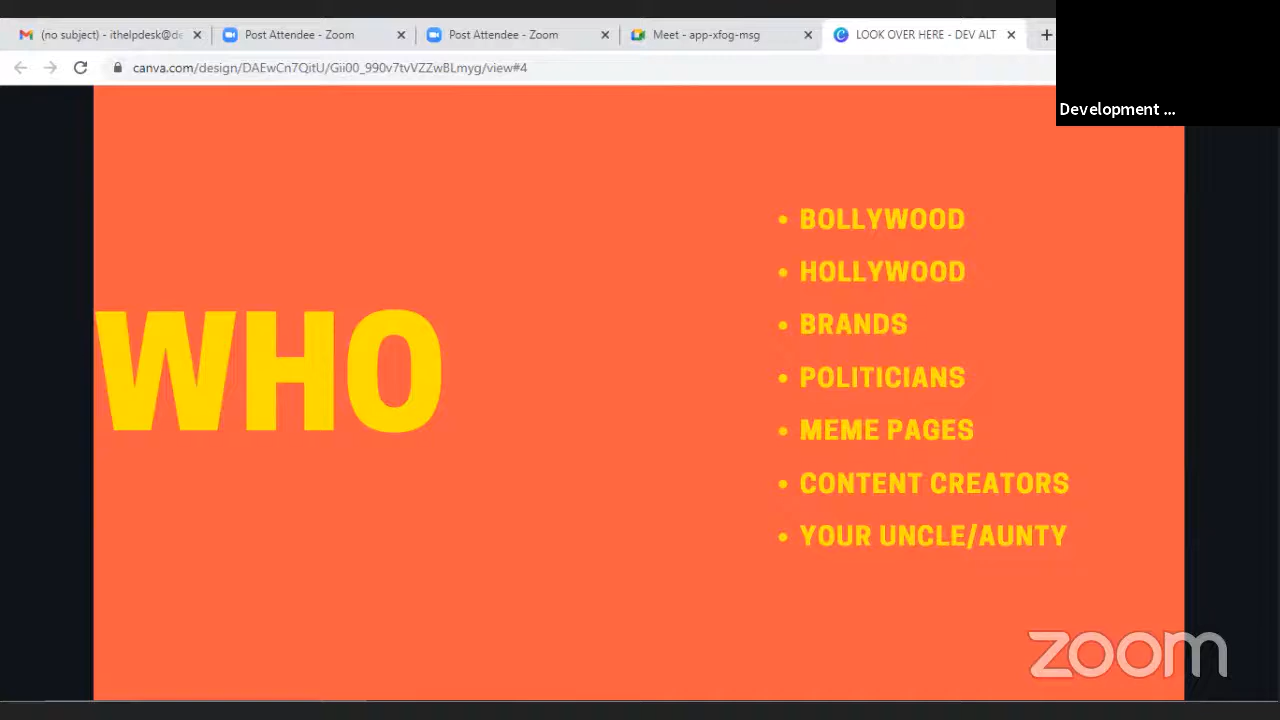 (no subject) - ithelpdesk@de
Post Attendee - Zoom
Post Attendee - Zoom
Meet - app-xfog-msg
LOOK OVER HERE - DEV ALT
canva.com/design/DAEwCn7QitU/Gii00_990v7tvVZZwBLmyg/view#4
Development ...
WHO
• BOLLYWOOD
• HOLLYWOOD
• BRANDS
• POLITICIANS
• MEME PAGES
• CONTENT CREATORS
• YOUR UNCLE/AUNTY
zoom